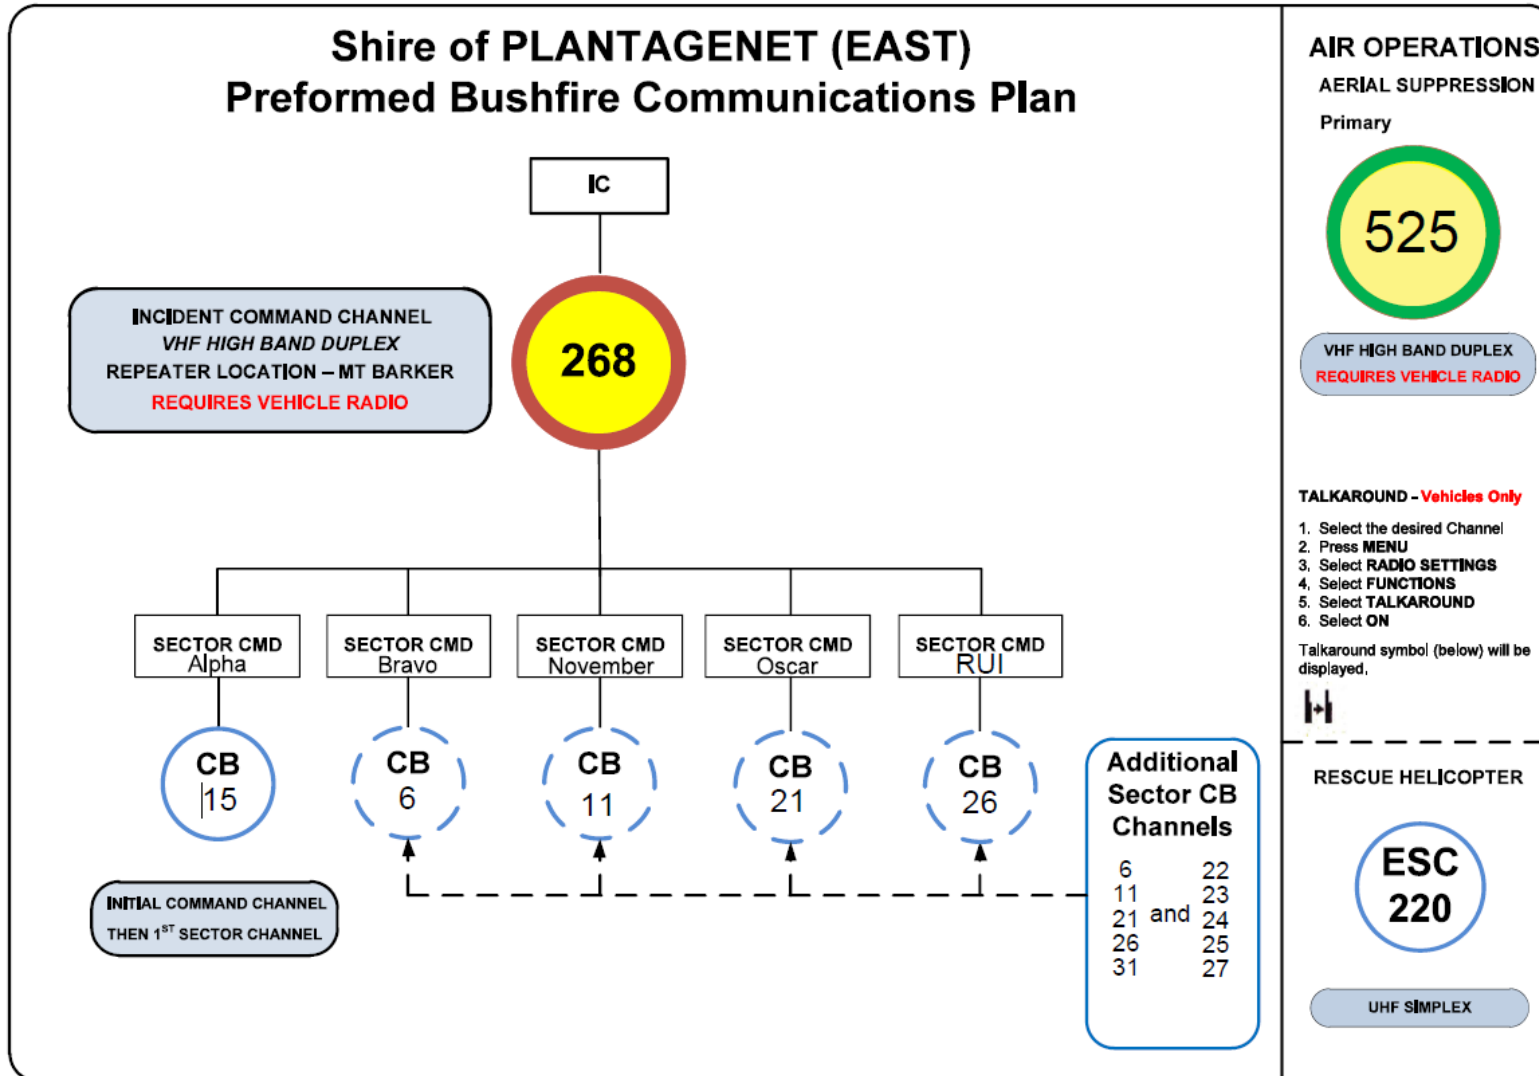 Shire of PLANTAGENET (EAST)
Preformed Bushfire Communications Plan
IC
INCIDENT COMMAND CHANNEL
VHF HIGH BAND DUPLEX
REPEATER LOCATION – MT BARKER
REQUIRES VEHICLE RADIO
268
SECTOR CMD
Alpha
SECTOR CMD
Bravo
SECTOR CMD
November
SECTOR CMD
Oscar
SECTOR CMD
RUI
CB
15
CB
6
CB
11
CB
21
CB
26
INITIAL COMMAND CHANNEL
THEN 1ST SECTOR CHANNEL
Additional
Sector CB
Channels
6 22
11 23
21 and 24
26 25
31 27
AIR OPERATIONS
AERIAL SUPPRESSION
Primary
525
VHF HIGH BAND DUPLEX
REQUIRES VEHICLE RADIO
TALKAROUND – Vehicles Only
1. Select the desired Channel
2. Press MENU
3. Select RADIO SETTINGS
4. Select FUNCTIONS
5. Select TALKAROUND
6. Select ON
Talkaround symbol (below) will be
displayed.
RESCUE HELICOPTER
ESC
220
UHF SIMPLEX